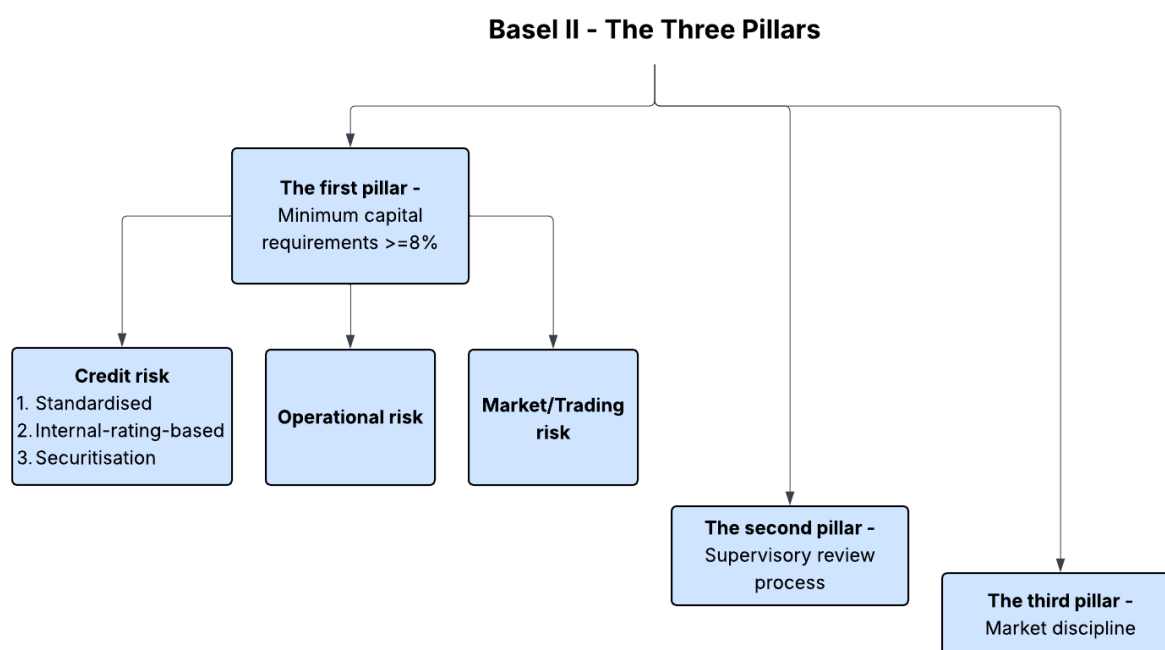 Basel II - The Three Pillars
The first pillar -
Minimum capital
requirements >=8%
Credit risk
1. Standardised
2. Internal-rating-based
3. Securitisation
Operational risk
Market/Trading
risk
The second pillar -
Supervisory review
process
The third pillar -
Market discipline